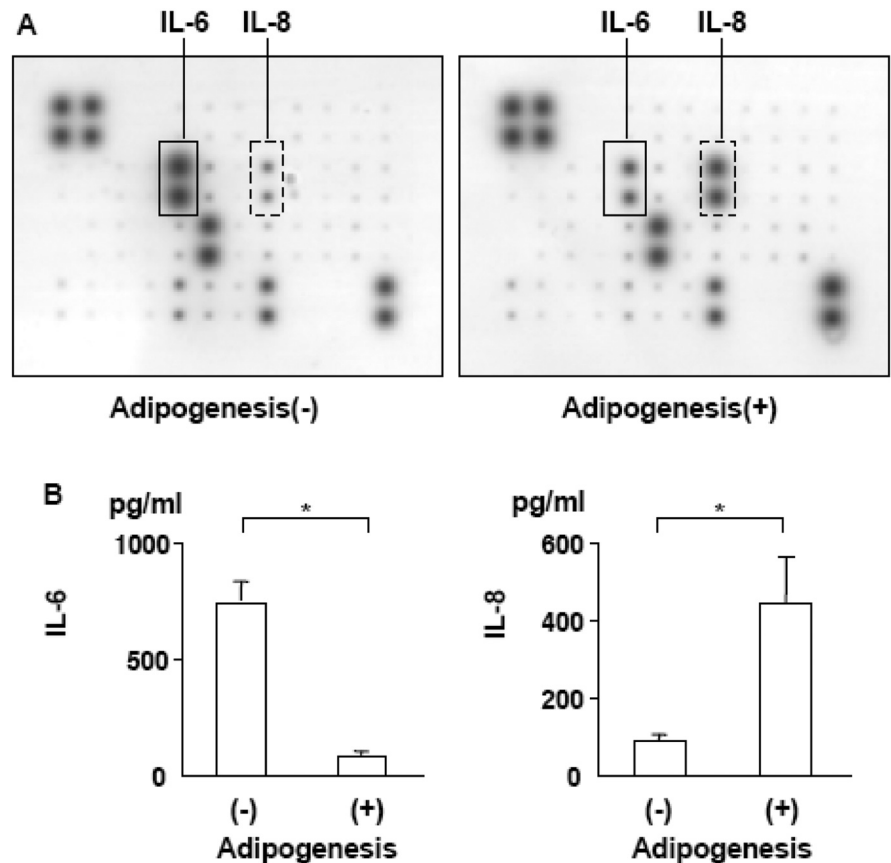 A
IL-6 IL-8 IL-6 IL-8
Adipogenesis(-) Adipogenesis(+)
B
pg/ml
*
1000
500
0
IL-6
(-) (+)
Adipogenesis
pg/ml
*
600
400
200
0
IL-8
(-) (+)
Adipogenesis